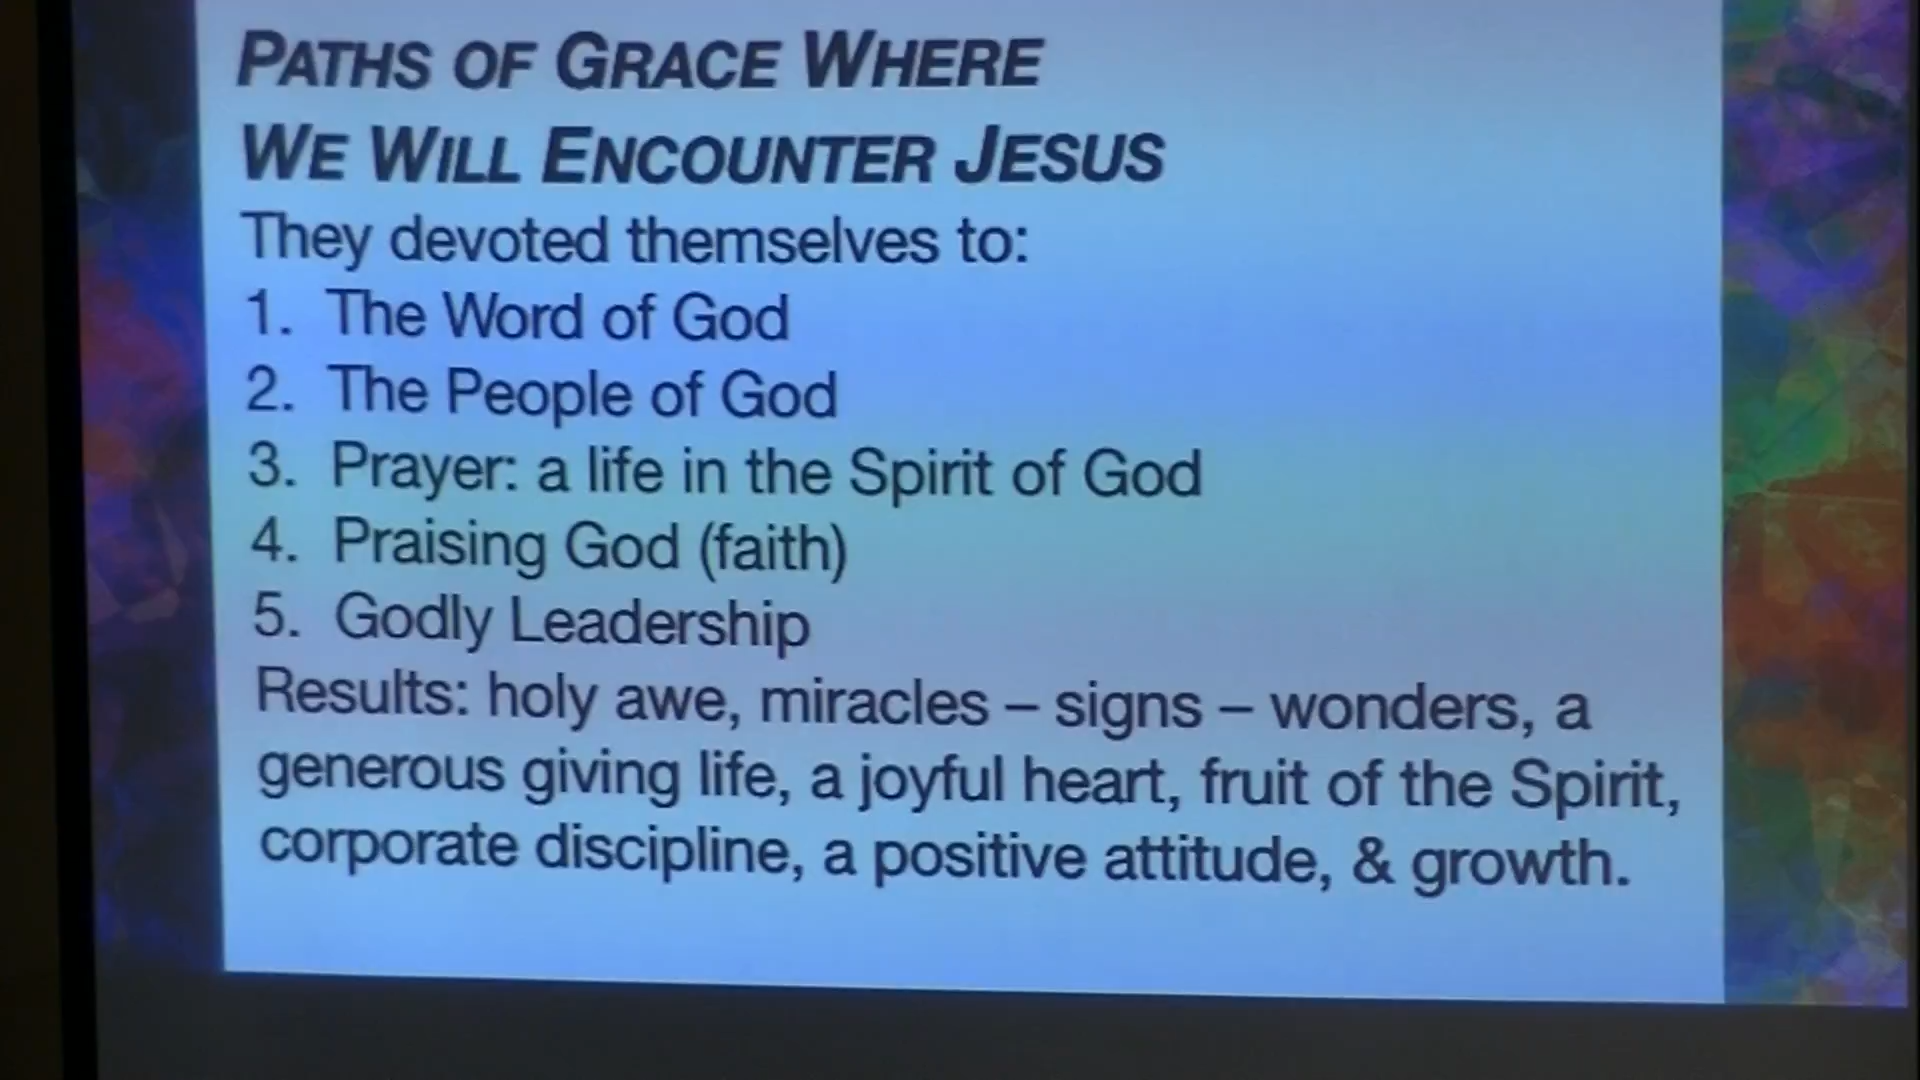 PATHS OF GRACE WHERE
WE WILL ENCOUNTER JESUS
They devoted themselves to:
1. The Word of God
2. The People of God
3. Prayer: a life in the Spirit of God
4. Praising God (faith)
5. Godly Leadership
Results: holy awe, miracles – signs – wonders, a
generous giving life, a joyful heart, fruit of the Spirit,
corporate discipline, a positive attitude, & growth.